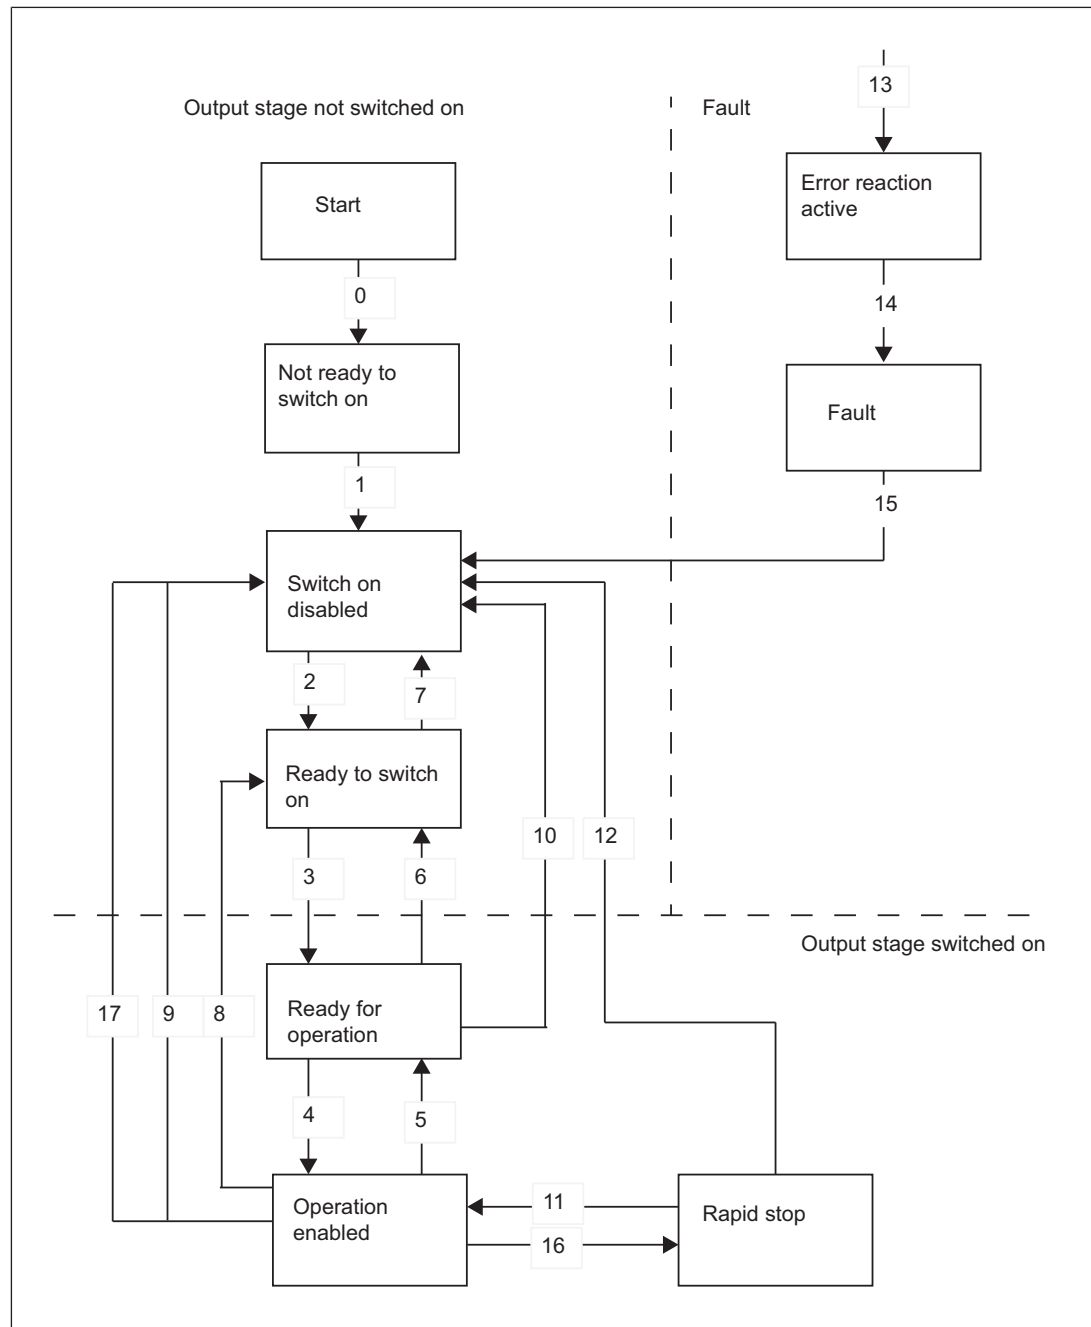 Output stage not switched on
Fault
13
Start
Error reaction
active
0
14
Not ready to
switch on
Fault
1
15
Switch on
disabled
2
7
Ready to switch
on
10
12
3
6
Output stage switched on
17
9
8
Ready for
operation
4
5
Operation
enabled
11
16
Rapid stop